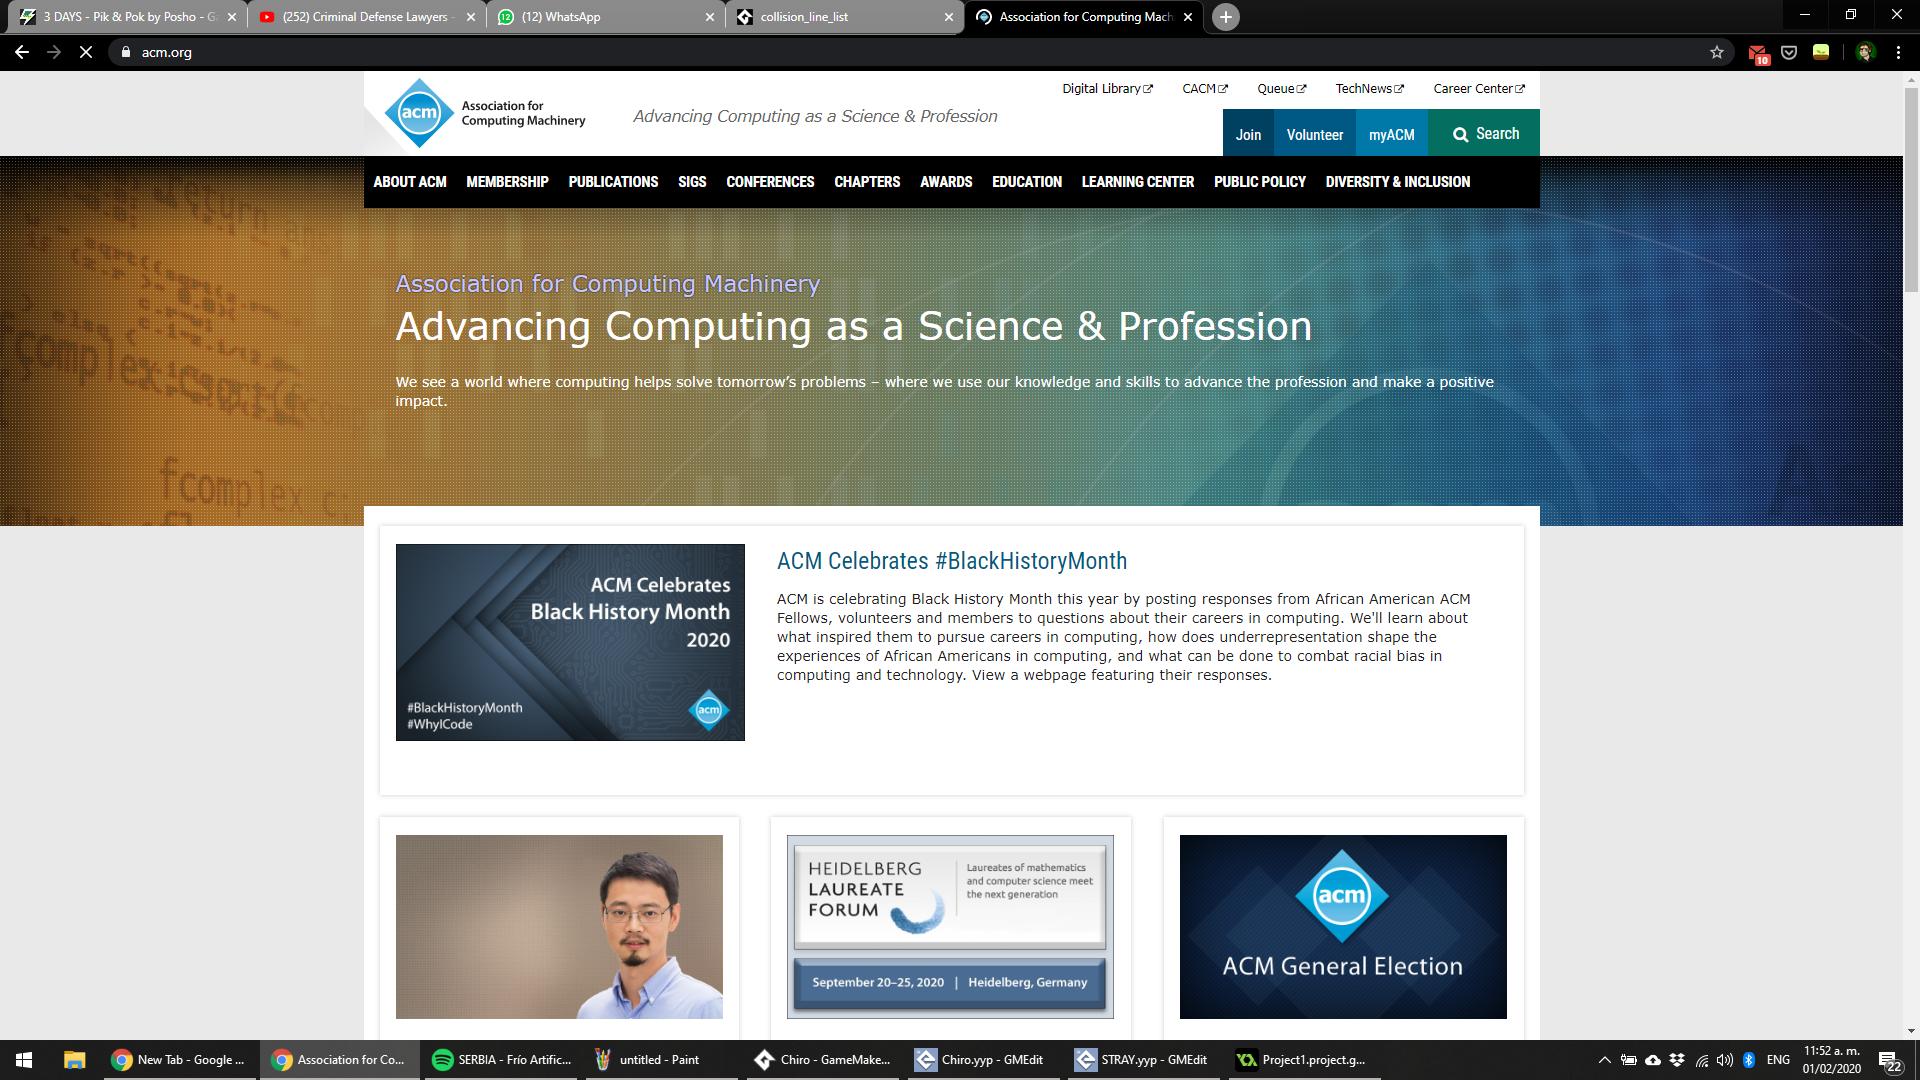 3 DAYS - Pik & Pok by Posho - G
(252) Criminal Defense Lawyers -
(12) WhatsApp
collision_line_list
Association for Computing Mach
acm.org
10
acm
Association for
Computing Machinery
Advancing Computing as a Science & Profession
Digital Library
CACM
Queue
TechNews
Career Center
Join
Volunteer
myACM
Search
ABOUT ACM
MEMBERSHIP
PUBLICATIONS
SIGS
CONFERENCES
CHAPTERS
AWARDS
EDUCATION
LEARNING CENTER
PUBLIC POLICY
DIVERSITY & INCLUSION
Association for Computing Machinery
Advancing Computing as a Science & Profession
We see a world where computing helps solve tomorrow’s problems – where we use our knowledge and skills to advance the profession and make a positive
impact.
fcomplex c;
ACM Celebrates
Black History Month
2020
#BlackHistoryMonth
#WhyICode
acm
ACM Celebrates #BlackHistoryMonth
ACM is celebrating Black History Month this year by posting responses from African American ACM
Fellows, volunteers and members to questions about their careers in computing. We'll learn about
what inspired them to pursue careers in computing, how does underrepresentation shape the
experiences of African Americans in computing, and what can be done to combat racial bias in
computing and technology. View a webpage featuring their responses.
HEIDELBERG
LAUREATE
FORUM
Laureates of mathematics
and computer science meet
the next generation
September 20–25, 2020 | Heidelberg, Germany
acm
ACM General Election
New Tab - Google ...
Association for Co...
SERBIA - Frío Artific...
untitled - Paint
Chiro - GameMake...
Chiro.yyp - GMEdit
STRAY.yyp - GMEdit
Project1.project.g...
ENG
11:52 a. m.
01/02/2020
22